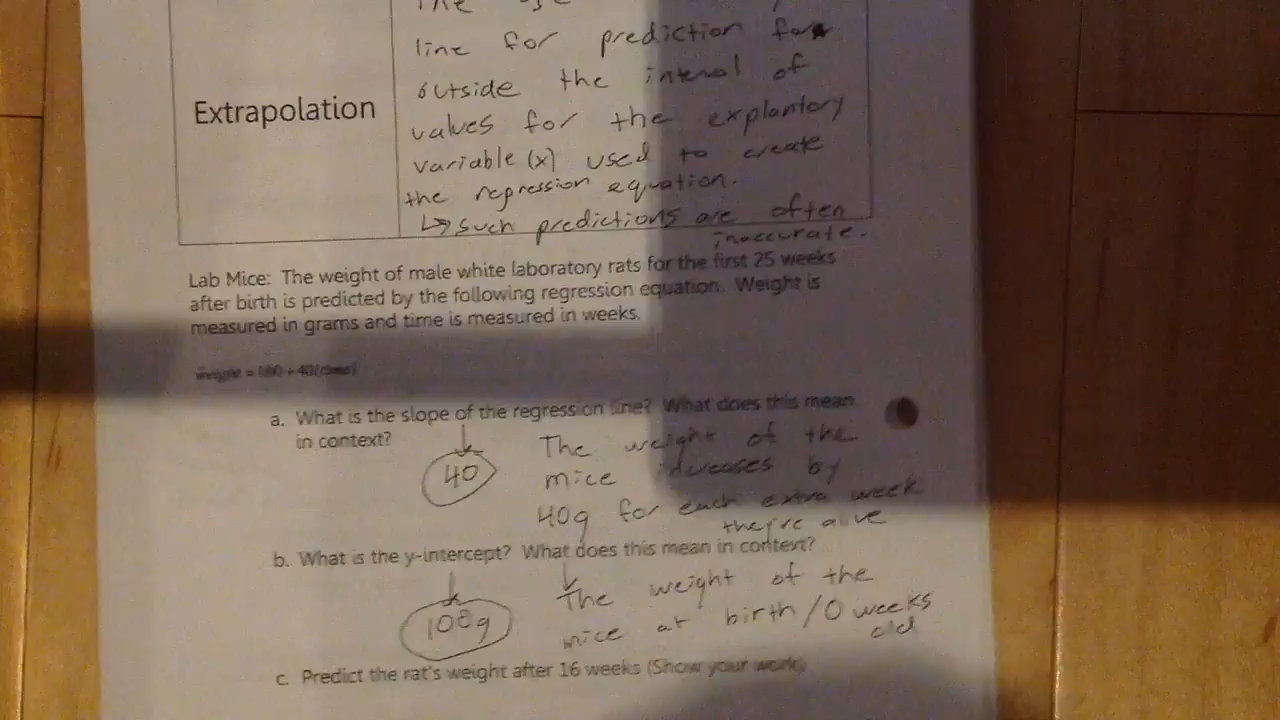 line for prediction for
Extrapolation
outside the interval of
values for the explantory
variable (x) used to create
the regression equation.
↳ such predictions are often
inaccurate.
Lab Mice: The weight of male white laboratory rats for the first 25 weeks
after birth is predicted by the following regression equation. Weight is
measured in grams and time is measured in weeks.
weight = 100 + 40(time)
a. What is the slope of the regression line? What does this mean
in context?
40
The weight of the
mice increases by
40g for each extra week
they're alive
b. What is the y-intercept? What does this mean in context?
100g
The weight of the
mice at birth/0 weeks
old
c. Predict the rat's weight after 16 weeks (Show your work)